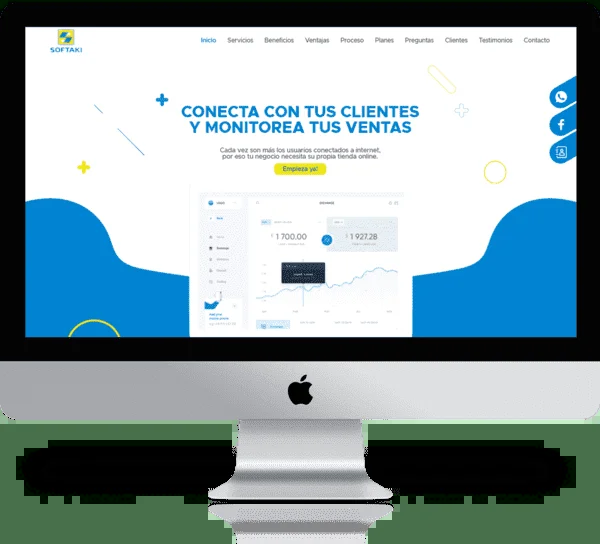 SOFTAKI
Inicio Servicios Beneficios Ventajas Proceso Planes Preguntas Clientes Testimonios Contacto
CONECTA CON TUS CLIENTES
Y MONITOREA TUS VENTAS
Cada vez son más los usuarios conectados a internet,
por eso tu negocio necesita su propia tienda online.
Empieza ya!
1 700,00
1 927,28